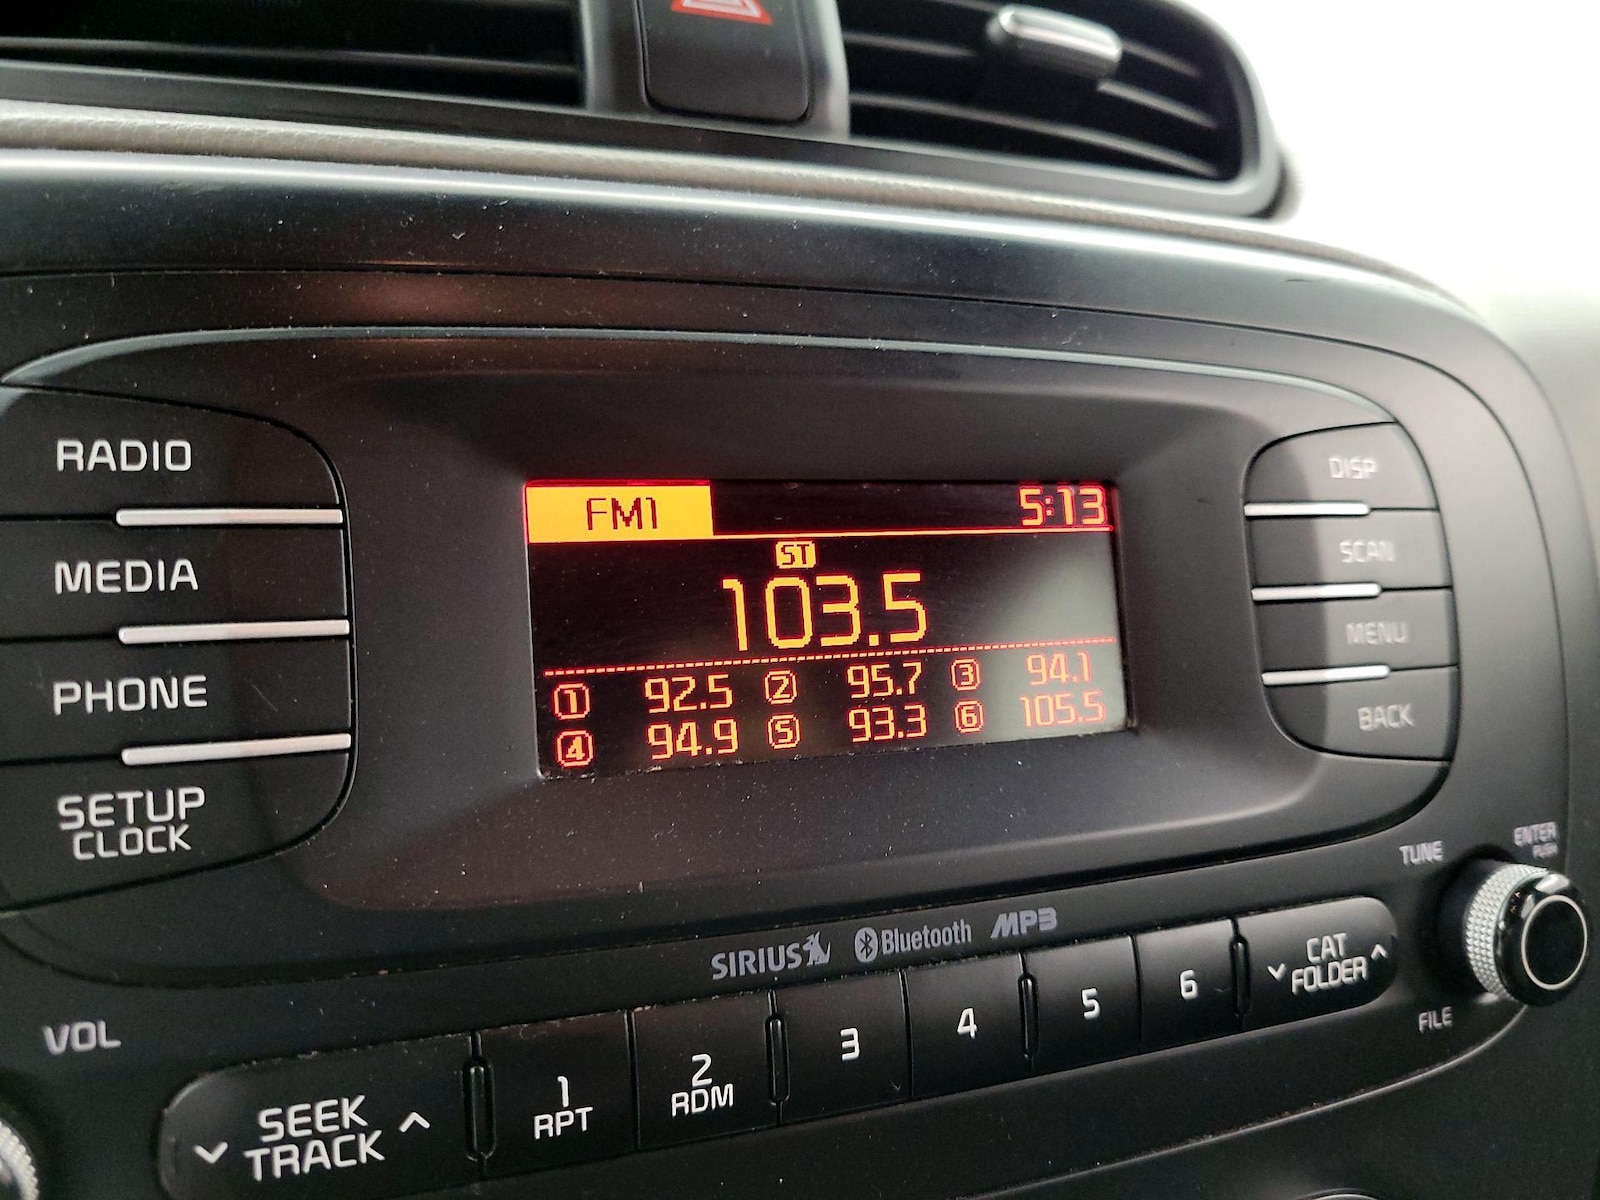 RADIO
MEDIA
PHONE
SETUP
CLOCK
FM1 5:13
ST
103.5
1 92.5 2 95.7 3 94.1
4 94.9 5 93.3 6 105.5
DISP
SCAN
MENU
BACK
TUNE
ENTER
PUSH
FILE
SIRIUS Bluetooth MP3
VOL
SEEK
TRACK
1
RPT
2
RDM
3
4
5
6
CAT
FOLDER